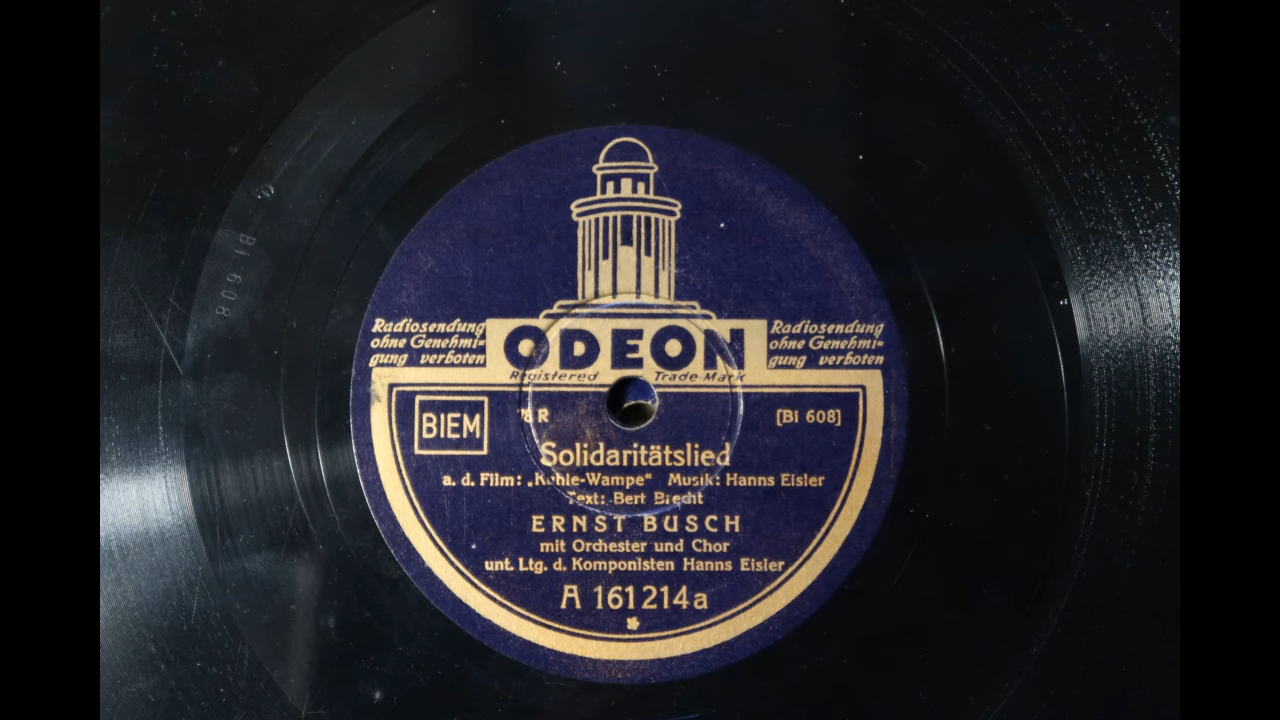 ODEON
Registered Trade-Mark
Radiosendung
ohne Genehmi=
gung verboten
Radiosendung
ohne Genehmi=
gung verboten
BIEM
78 R
[BI 608]
Solidaritätslied
a. d. Film: „Kuhle-Wampe“ Musik: Hanns Eisler
Text: Bert Brecht
ERNST BUSCH
mit Orchester und Chor
unt. Ltg. d. Komponisten Hanns Eisler
A 161214a
BI 608